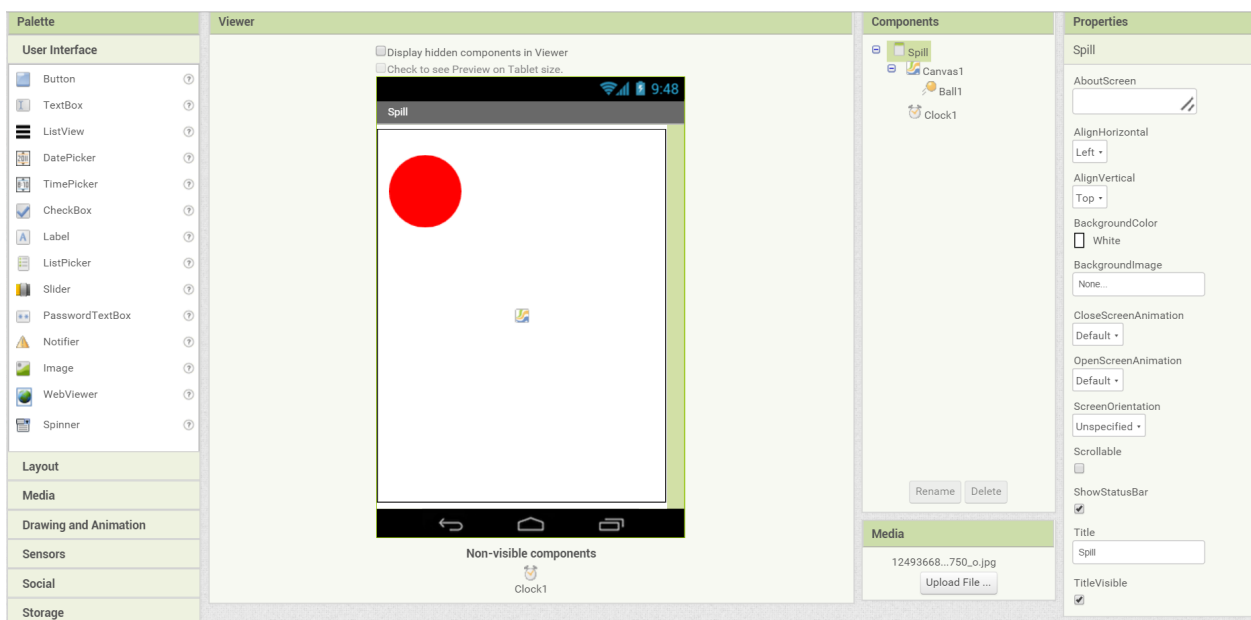 Palette
User Interface
Button
TextBox
ListView
DatePicker
TimePicker
CheckBox
Label
ListPicker
Slider
PasswordTextBox
Notifier
Image
WebViewer
Spinner
Layout
Media
Drawing and Animation
Sensors
Social
Storage
Viewer
Display hidden components in Viewer
Check to see Preview on Tablet size.
9:48
Spill
Non-visible components
Clock1
Components
Spill
Canvas1
Ball1
Clock1
Rename Delete
Media
12493668...750_o.jpg
Upload File ...
Properties
Spill
AboutScreen
AlignHorizontal
Left
AlignVertical
Top
BackgroundColor
White
BackgroundImage
None...
CloseScreenAnimation
Default
OpenScreenAnimation
Default
ScreenOrientation
Unspecified
Scrollable
ShowStatusBar
Title
Spill
TitleVisible